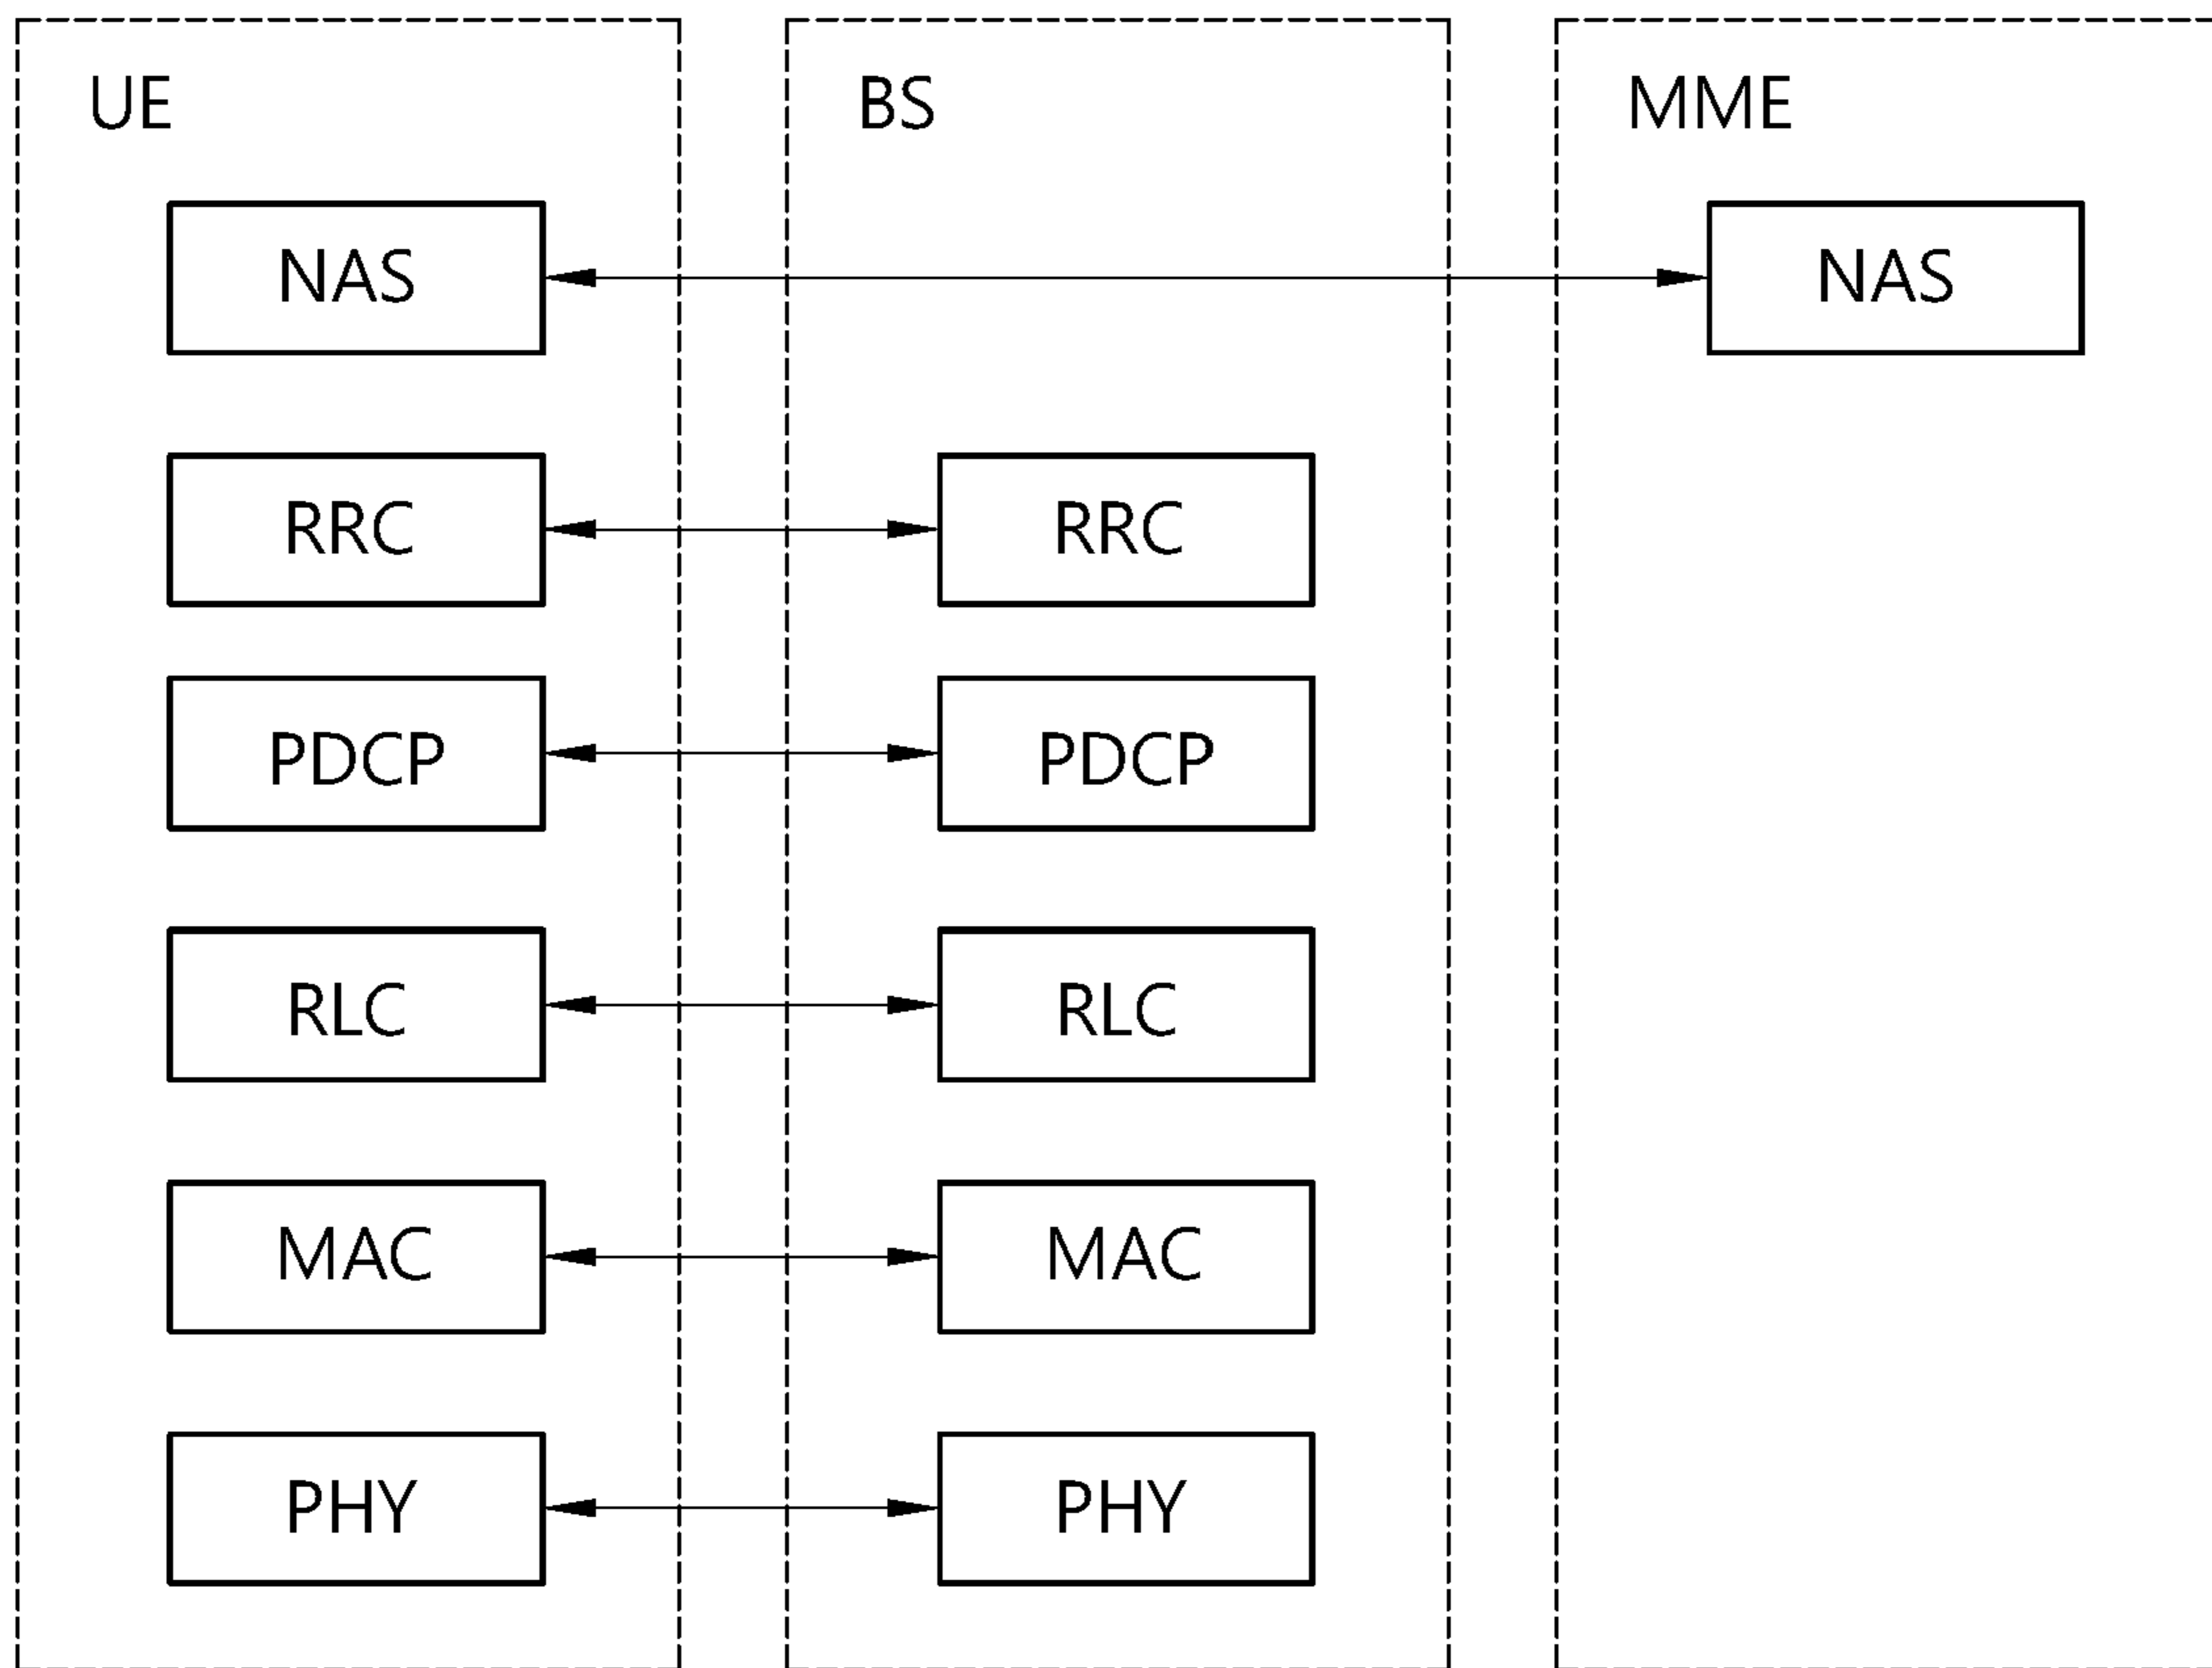 UE BS MME
NAS NAS
RRC RRC
PDCP PDCP
RLC RLC
MAC MAC
PHY PHY